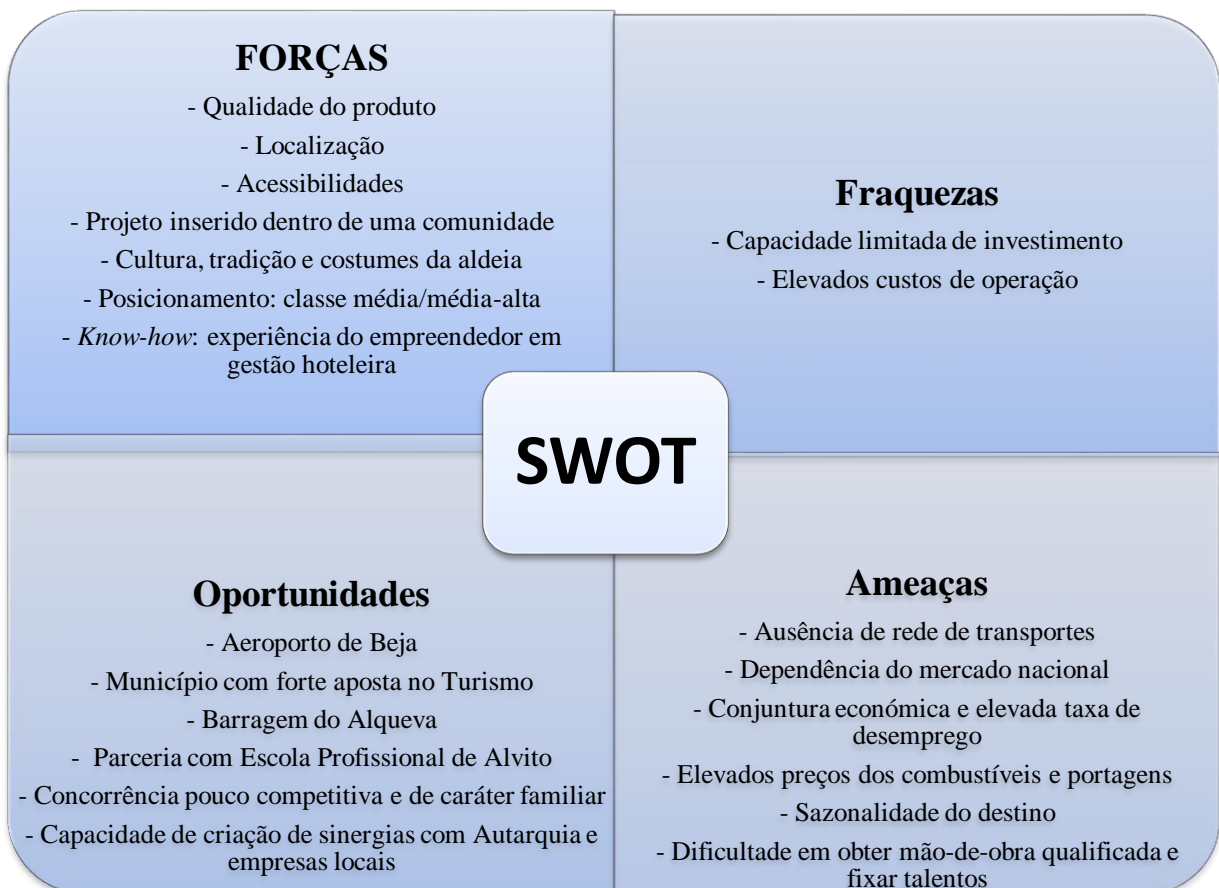 FORÇAS
- Qualidade do produto
- Localização
- Acessibilidades
- Projeto inserido dentro de uma comunidade
- Cultura, tradição e costumes da aldeia
- Posicionamento: classe média/média-alta
- Know-how: experiência do empreendedor em
gestão hoteleira
Fraquezas
- Capacidade limitada de investimento
- Elevados custos de operação
SWOT
Oportunidades
- Aeroporto de Beja
- Município com forte aposta no Turismo
- Barragem do Alqueva
- Parceria com Escola Profissional de Alvito
- Concorrência pouco competitiva e de caráter familiar
- Capacidade de criação de sinergias com Autarquia e
empresas locais
Ameaças
- Ausência de rede de transportes
- Dependência do mercado nacional
- Conjuntura económica e elevada taxa de
desemprego
- Elevados preços dos combustíveis e portagens
- Sazonalidade do destino
- Dificultade em obter mão-de-obra qualificada e
fixar talentos